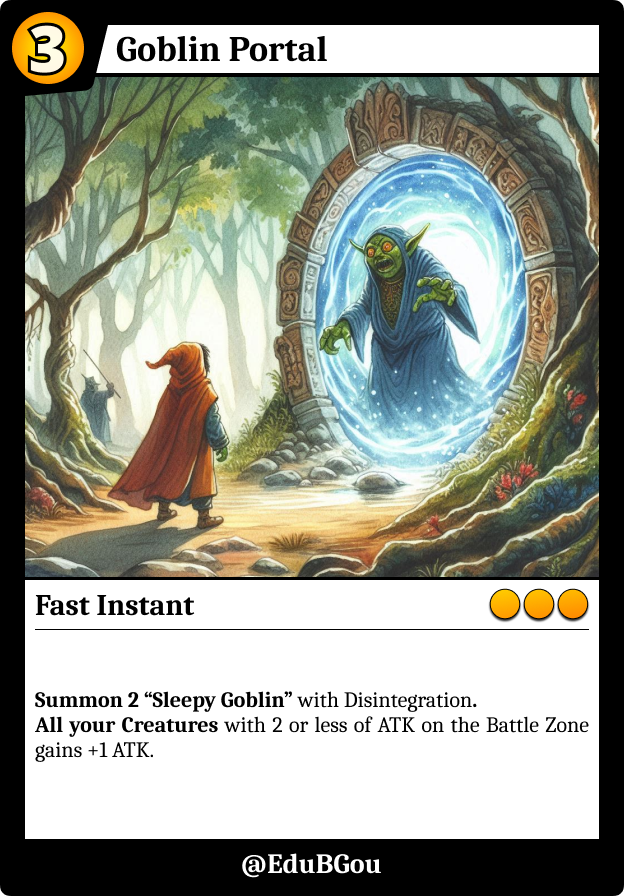 3
Goblin Portal
Fast Instant
Summon 2 “Sleepy Goblin” with Disintegration.
All your Creatures with 2 or less of ATK on the Battle Zone
gains +1 ATK.
@EduBGou